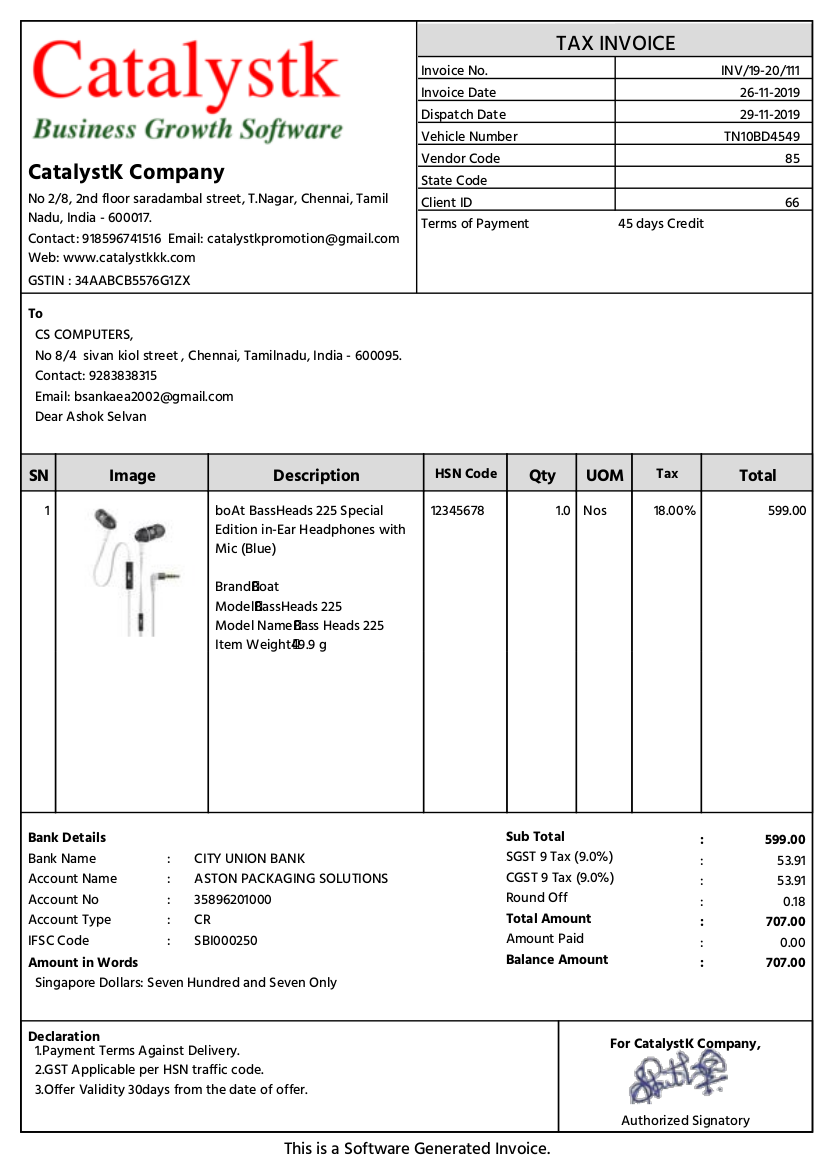 Catalystk
Business Growth Software
CatalystK Company
No 2/8, 2nd floor saradambal street, T.Nagar, Chennai, Tamil
Nadu, India - 600017.
Contact: 918596741516 Email: catalystkpromotion@gmail.com
Web: www.catalystkkk.com
GSTIN : 34AABCB5576G1ZX
TAX INVOICE
Invoice No. INV/19-20/111
Invoice Date 26-11-2019
Dispatch Date 29-11-2019
Vehicle Number TN10BD4549
Vendor Code 85
State Code
Client ID 66
Terms of Payment 45 days Credit
To
CS COMPUTERS,
No 8/4 sivan kiol street , Chennai, Tamilnadu, India - 600095.
Contact: 9283838315
Email: bsankaea2002@gmail.com
Dear Ashok Selvan
SN Image Description HSN Code Qty UOM Tax Total
1 boAt BassHeads 225 Special 12345678 1.0 Nos 18.00% 599.00
Edition in-Ear Headphones with
Mic (Blue)
Brand Boat
Model BassHeads 225
Model Name Bass Heads 225
Item Weight 49.9 g
Bank Details
Bank Name : CITY UNION BANK
Account Name : ASTON PACKAGING SOLUTIONS
Account No : 35896201000
Account Type : CR
IFSC Code : SBI000250
Amount in Words
Singapore Dollars: Seven Hundred and Seven Only
Sub Total : 599.00
SGST 9 Tax (9.0%) : 53.91
CGST 9 Tax (9.0%) : 53.91
Round Off : 0.18
Total Amount : 707.00
Amount Paid : 0.00
Balance Amount : 707.00
Declaration
1.Payment Terms Against Delivery.
2.GST Applicable per HSN traffic code.
3.Offer Validity 30days from the date of offer.
For CatalystK Company,
Authorized Signatory
This is a Software Generated Invoice.